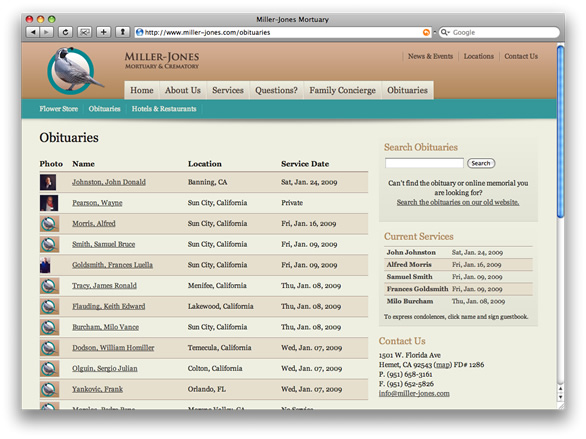 Miller-Jones Mortuary
http://www.miller-jones.com/obituaries
Google
MILLER-JONES
MORTUARY & CREMATORY
News & Events
Locations
Contact Us
Home
About Us
Services
Questions?
Family Concierge
Obituaries
Flower Store
Obituaries
Hotels & Restaurants
Obituaries
Photo Name Location Service Date
Johnston, John Donald Banning, CA Sat, Jan. 24, 2009
Pearson, Wayne Sun City, California Private
Morris, Alfred Sun City, California Fri, Jan. 16, 2009
Smith, Samuel Bruce Sun City, California Fri, Jan. 09, 2009
Goldsmith, Frances Luella Sun City, California Fri, Jan. 09, 2009
Tracy, James Ronald Menifee, California Thu, Jan. 08, 2009
Flauding, Keith Edward Lakewood, California Thu, Jan. 08, 2009
Burcham, Milo Vance Sun City, California Thu, Jan. 08, 2009
Dodson, William Homiller Temecula, California Wed, Jan. 07, 2009
Olguin, Sergio Julian Colton, California Wed, Jan. 07, 2009
Yankovic, Frank Orlando, FL Wed, Jan. 07, 2009
Search Obituaries
Search
Can't find the obituary or online memorial you
are looking for?
Search the obituaries on our old website.
Current Services
John Johnston Sat, Jan. 24, 2009
Alfred Morris Fri, Jan. 16, 2009
Samuel Smith Fri, Jan. 09, 2009
Frances Goldsmith Fri, Jan. 09, 2009
Milo Burcham Thu, Jan. 08, 2009
To express condolences, click name and sign guestbook.
Contact Us
1501 W. Florida Ave
Hemet, CA 92543 (map) FD# 1286
P. (951) 658-3161
F. (951) 652-5826
info@miller-jones.com